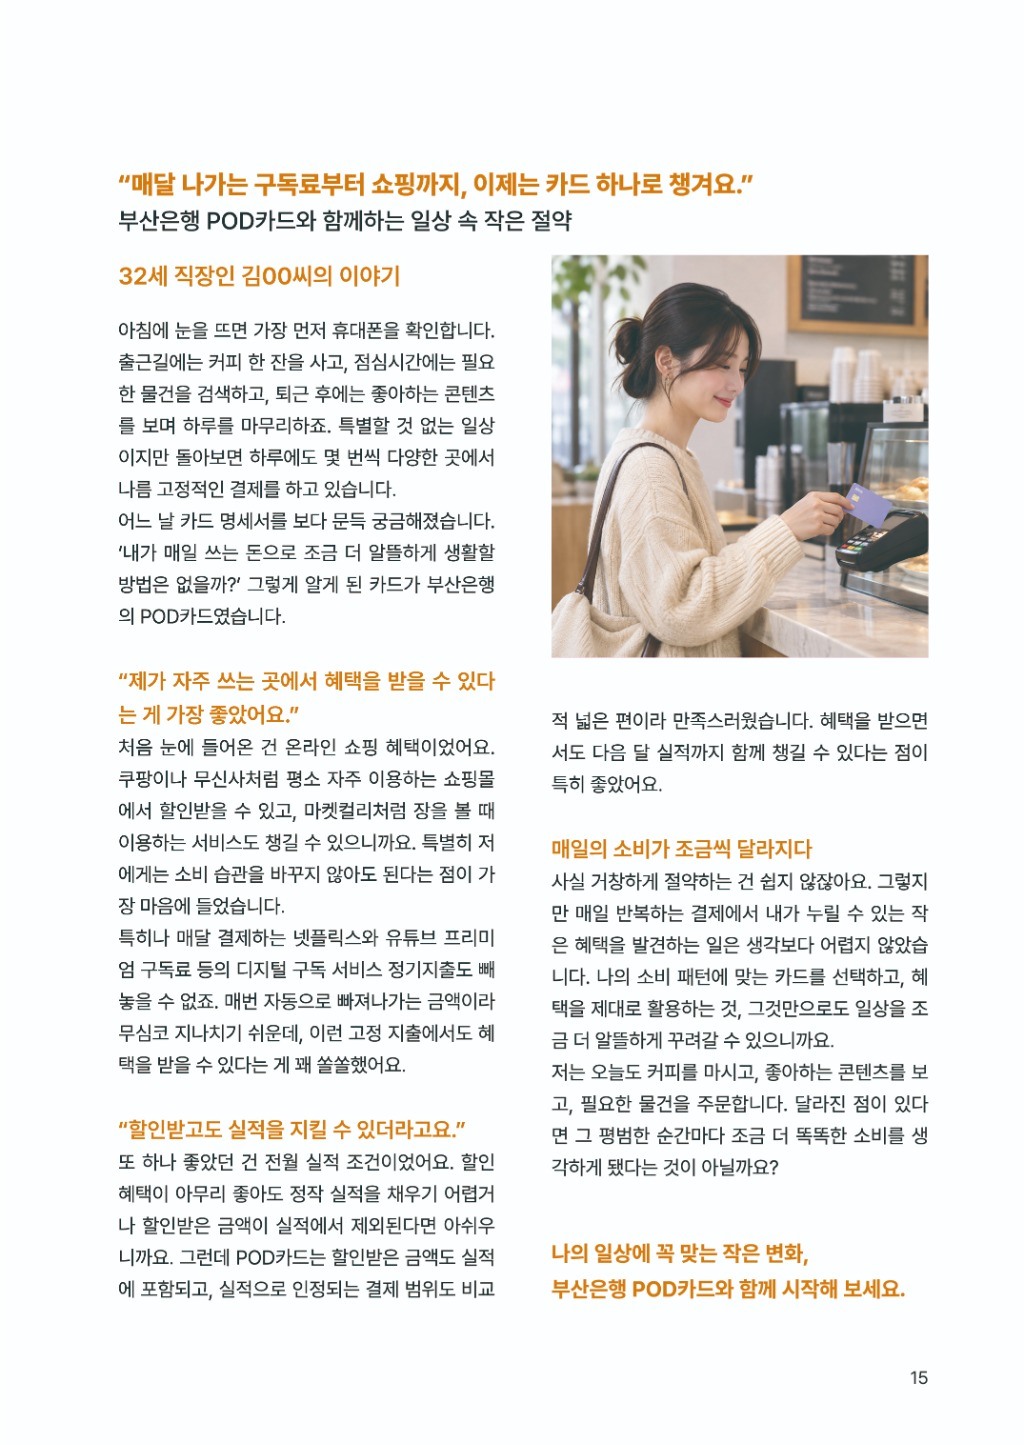 “매달 나가는 구독료부터 쇼핑까지, 이제는 카드 하나로 챙겨요.”
부산은행 POD카드와 함께하는 일상 속 작은 절약
32세 직장인 김00씨의 이야기
아침에 눈을 뜨면 가장 먼저 휴대폰을 확인합니다.
출근길에는 커피 한 잔을 사고, 점심시간에는 필요
한 물건을 검색하고, 퇴근 후에는 좋아하는 콘텐츠
를 보며 하루를 마무리하죠. 특별할 것 없는 일상
이지만 돌아보면 하루에도 몇 번씩 다양한 곳에서
나름 고정적인 결제를 하고 있습니다.
어느 날 카드 명세서를 보다 문득 궁금해졌습니다.
‘내가 매일 쓰는 돈으로 조금 더 알뜰하게 생활할
방법은 없을까?’ 그렇게 알게 된 카드가 부산은행
의 POD카드였습니다.
“제가 자주 쓰는 곳에서 혜택을 받을 수 있다
는 게 가장 좋았어요.”
처음 눈에 들어온 건 온라인 쇼핑 혜택이었어요.
쿠팡이나 무신사처럼 평소 자주 이용하는 쇼핑몰
에서 할인받을 수 있고, 마켓컬리처럼 장을 볼 때
이용하는 서비스도 챙길 수 있으니까요. 특별히 저
에게는 소비 습관을 바꾸지 않아도 된다는 점이 가
장 마음에 들었습니다.
특히나 매달 결제하는 넷플릭스와 유튜브 프리미
엄 구독료 등의 디지털 구독 서비스 정기지출도 빼
놓을 수 없죠. 매번 자동으로 빠져나가는 금액이라
무심코 지나치기 쉬운데, 이런 고정 지출에서도 혜
택을 받을 수 있다는 게 꽤 쏠쏠했어요.
“할인받고도 실적을 지킬 수 있더라고요.”
또 하나 좋았던 건 전월 실적 조건이었어요. 할인
혜택이 아무리 좋아도 정작 실적을 채우기 어렵거
나 할인받은 금액이 실적에서 제외된다면 아쉬우
니까요. 그런데 POD카드는 할인받은 금액도 실적
에 포함되고, 실적으로 인정되는 결제 범위도 비교
적 넓은 편이라 만족스러웠습니다. 혜택을 받으면
서도 다음 달 실적까지 함께 챙길 수 있다는 점이
특히 좋았어요.
매일의 소비가 조금씩 달라지다
사실 거창하게 절약하는 건 쉽지 않잖아요. 그렇지
만 매일 반복하는 결제에서 내가 누릴 수 있는 작
은 혜택을 발견하는 일은 생각보다 어렵지 않았습
니다. 나의 소비 패턴에 맞는 카드를 선택하고, 혜
택을 제대로 활용하는 것, 그것만으로도 일상을 조
금 더 알뜰하게 꾸려갈 수 있으니까요.
저는 오늘도 커피를 마시고, 좋아하는 콘텐츠를 보
고, 필요한 물건을 주문합니다. 달라진 점이 있다
면 그 평범한 순간마다 조금 더 똑똑한 소비를 생
각하게 됐다는 것이 아닐까요?
나의 일상에 꼭 맞는 작은 변화,
부산은행 POD카드와 함께 시작해 보세요.
15